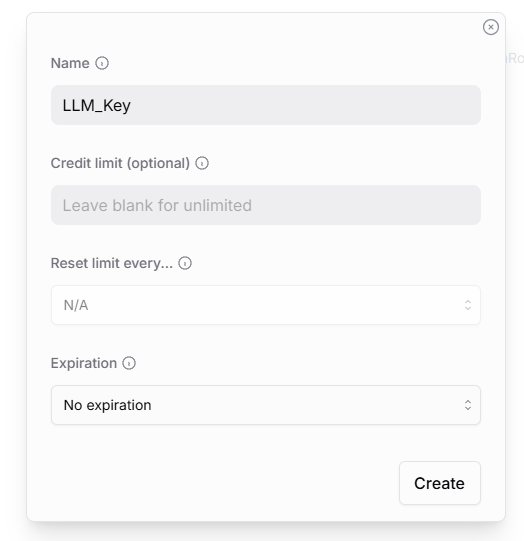 Name
LLM_Key
Credit limit (optional)
Leave blank for unlimited
Reset limit every...
N/A
Expiration
No expiration
Create